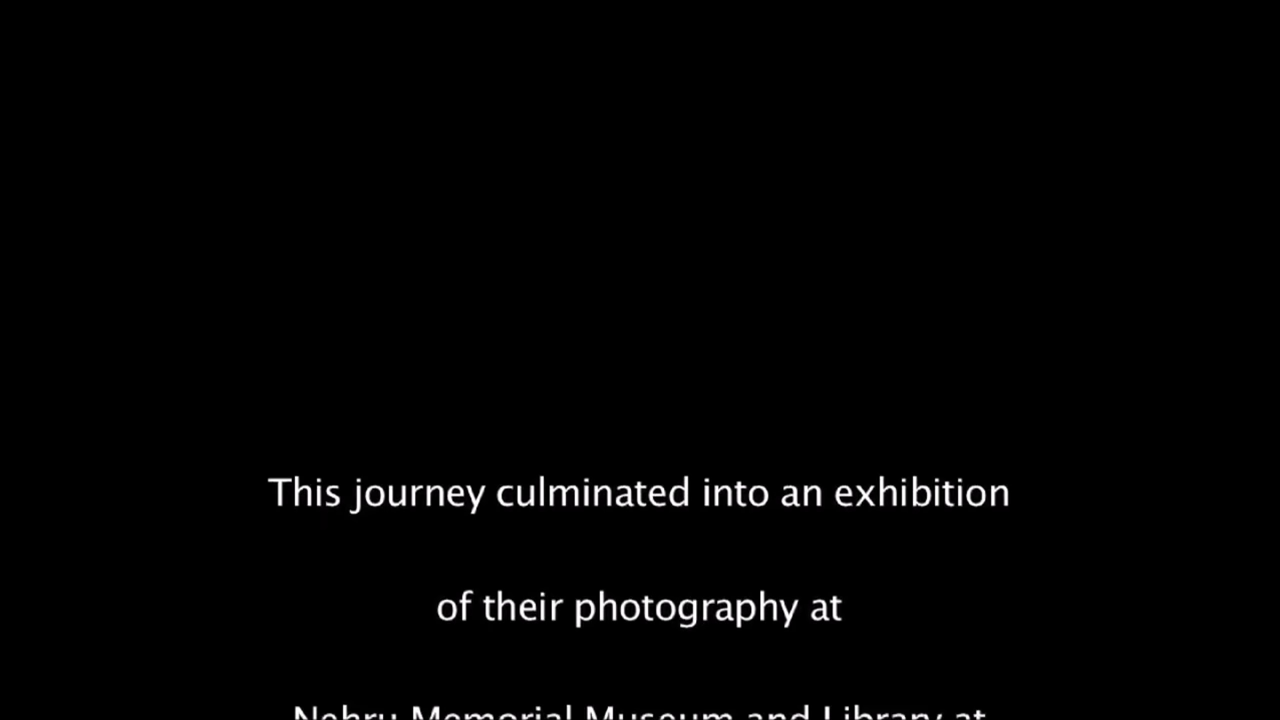 This journey culminated into an exhibition
of their photography at
Nehru Memorial Museum and Library at